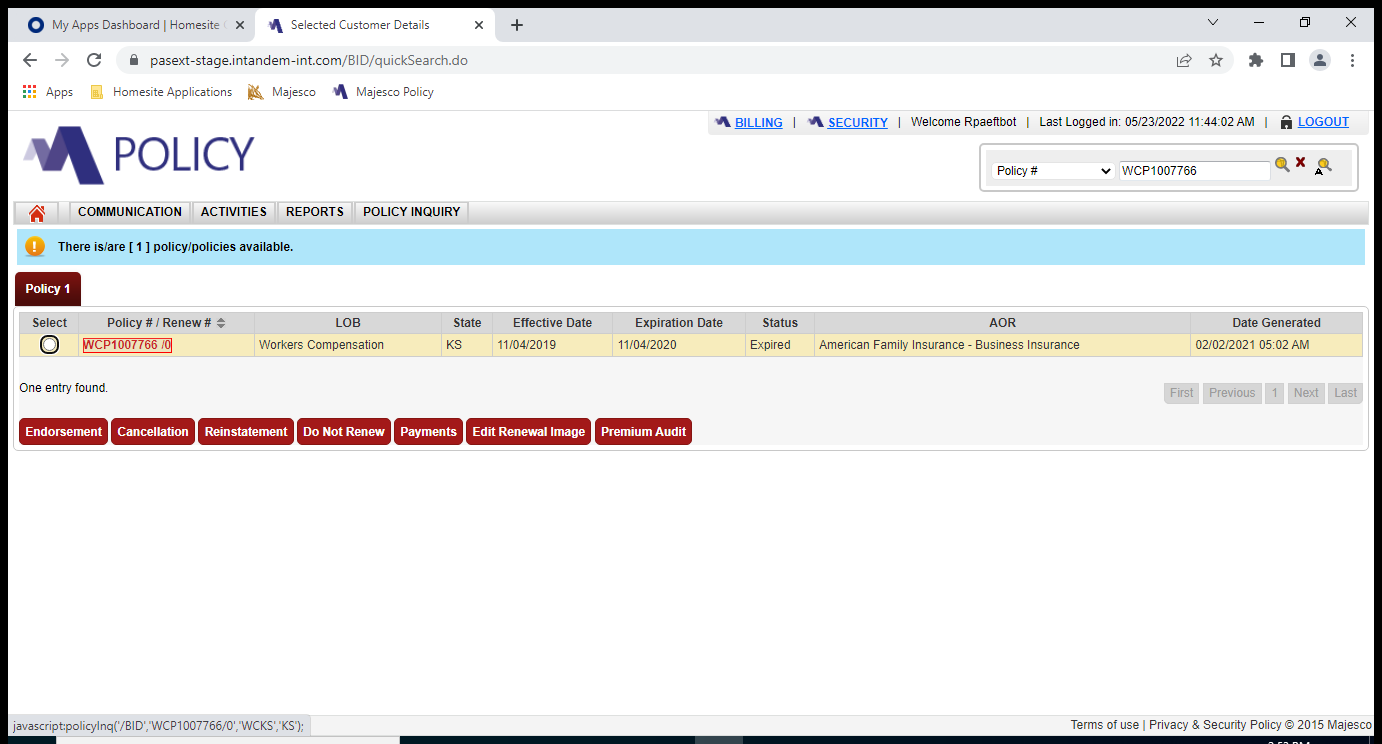 My Apps Dashboard | Homesite
Selected Customer Details
pasext-stage.intandem-int.com/BID/quickSearch.do
Apps Homesite Applications Majesco Majesco Policy
BILLING | SECURITY | Welcome Rpaeftbot | Last Logged in: 05/23/2022 11:44:02 AM | LOGOUT
POLICY
Policy # WCP1007766
A
COMMUNICATION ACTIVITIES REPORTS POLICY INQUIRY
There is/are [ 1 ] policy/policies available.
Policy 1
Select Policy # / Renew # LOB State Effective Date Expiration Date Status AOR Date Generated
WCP1007766 /0 Workers Compensation KS 11/04/2019 11/04/2020 Expired American Family Insurance - Business Insurance 02/02/2021 05:02 AM
One entry found.
First Previous 1 Next Last
Endorsement Cancellation Reinstatement Do Not Renew Payments Edit Renewal Image Premium Audit
javascript:policyInq('/BID','WCP1007766/0','WCKS','KS');
Terms of use | Privacy & Security Policy © 2015 Majesco